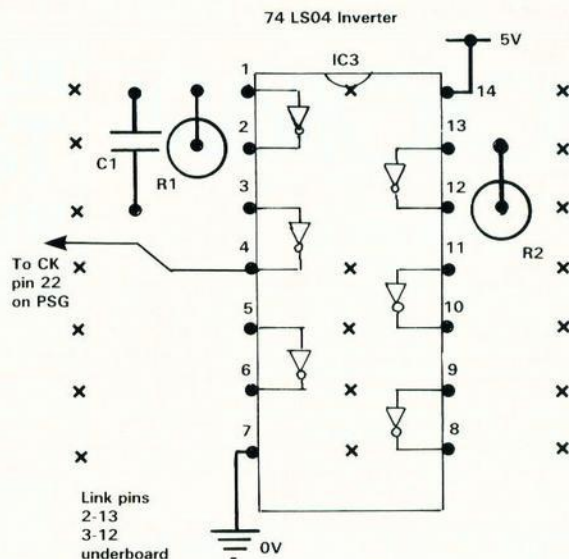 74 LS04 Inverter
5V
IC3
1
14
2
13
C1
R1
3
12
R2
4
11
To CK
pin 22
on PSG
5
10
6
9
7
8
Link pins
2-13
3-12
underboard
0V